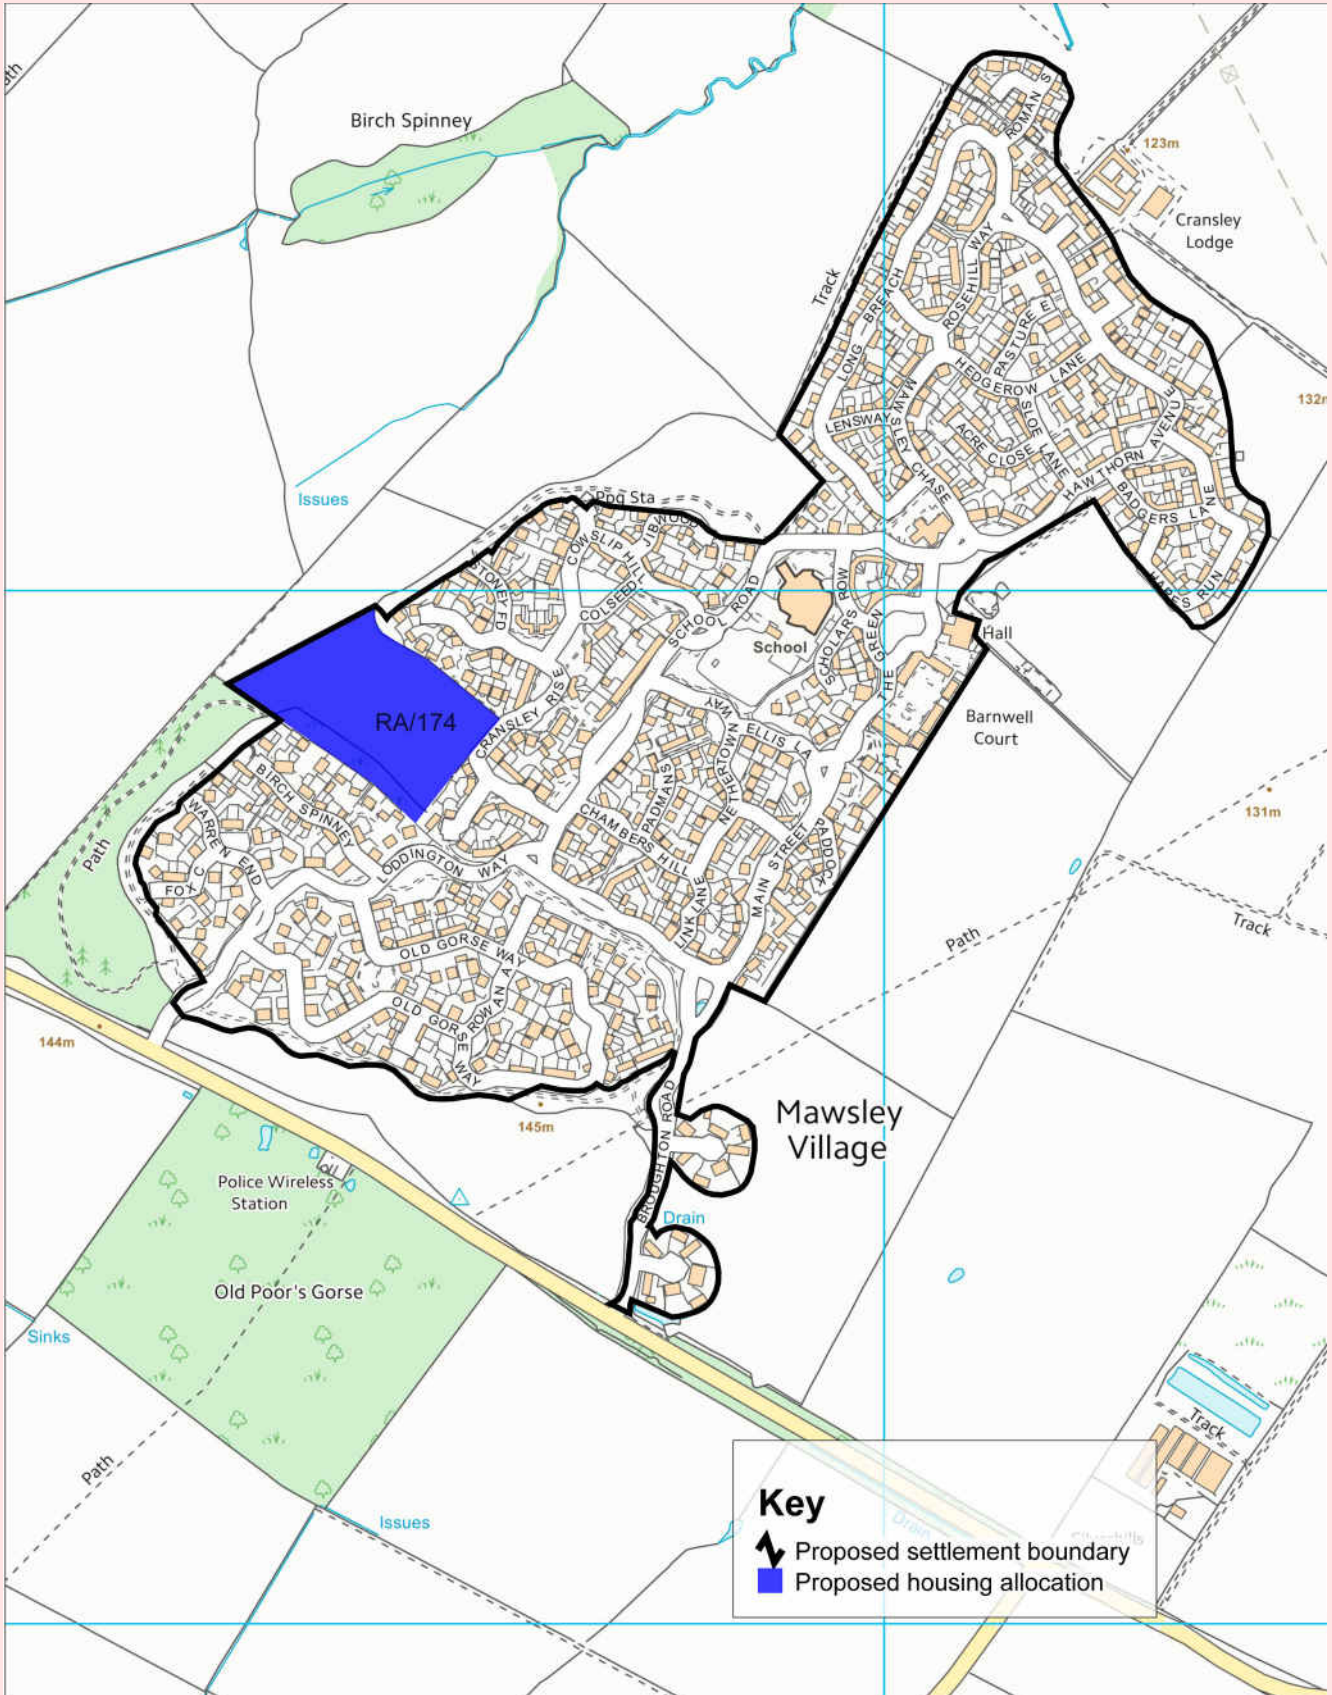 Birch Spinney
ROMAN S
123m
Cransley
Lodge
Track
LONG BREACH
ROSEHILL WAY
PASTURE E
HEDGEROW LANE
132m
MAWSLEY CHASE
LENSWAY
ACRE CLOSE
SLOE LANE
HAWTHORN AVENUE
BADGERS LANE
HARES RUN
Issues
Ppg Sta
COWSLIP HILL
STONEY FD
COLSEED
SCHOOL ROAD
School
SCHOLARS ROW
THE GREEN
Hall
Barnwell
Court
RA/174
CRANSLEY RISE
ELLIS LA
NETHERTOWN WAY
PADMANS
CHAMBERS HILL
BIRCH SPINNEY
WARREN END
FOX C
Path
ODDINGTON WAY
LINK LANE
MAIN STREET
PADDOCK
131m
Path
Track
OLD GORSE WAY
ROWAN A
OLD GORSE WAY
144m
145m
BROUGHTON ROAD
Mawsley
Village
Police Wireless
Station
Drain
Old Poor's Gorse
Sinks
Path
Issues
Track
Drain
Key
Proposed settlement boundary
Proposed housing allocation